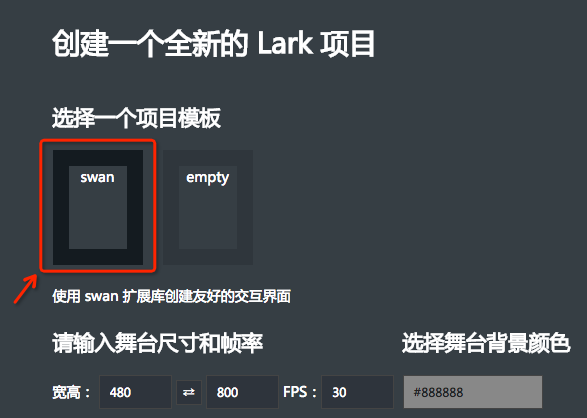 创建一个全新的 Lark 项目
选择一个项目模板
swan empty
使用 swan 扩展库创建友好的交互界面
请输入舞台尺寸和帧率 选择舞台背景颜色
宽高： 480 ⇄ 800 FPS： 30 #888888